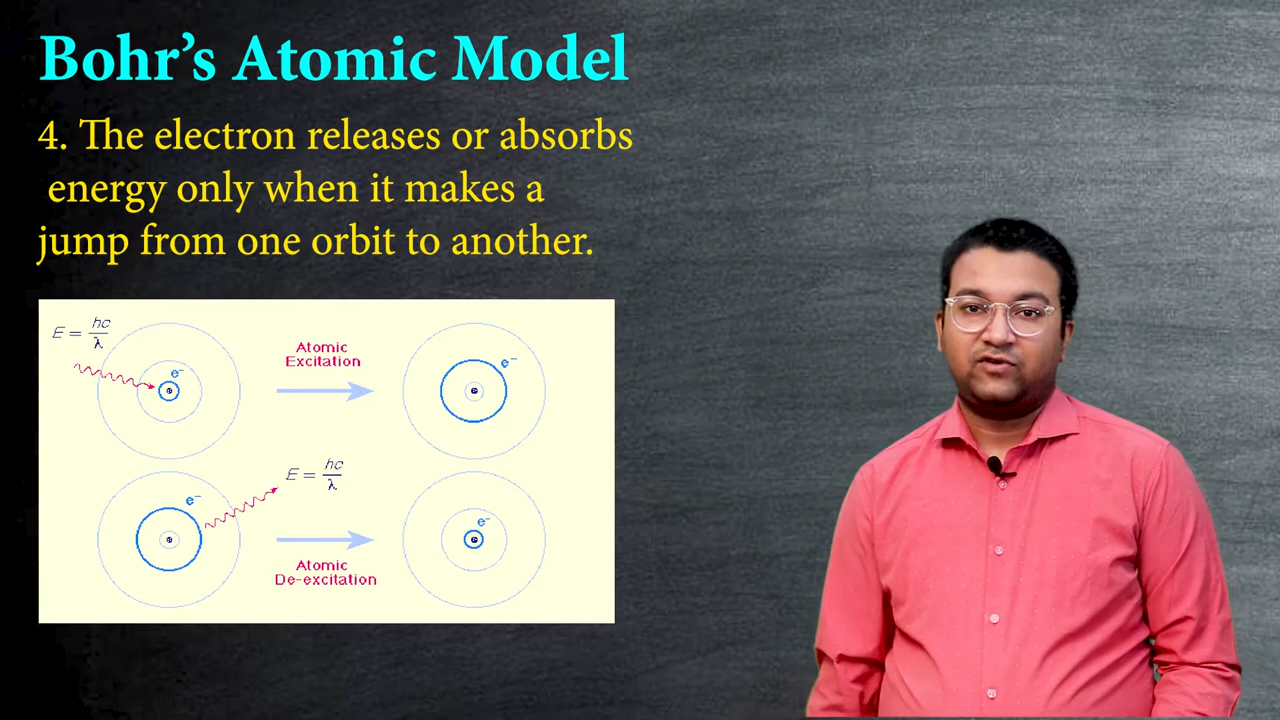 Bohr’s Atomic Model
4. The electron releases or absorbs
energy only when it makes a
jump from one orbit to another.
E = hc/λ
e⁻
Atomic
Excitation
e⁻
e⁻
E = hc/λ
Atomic
De-excitation
e⁻